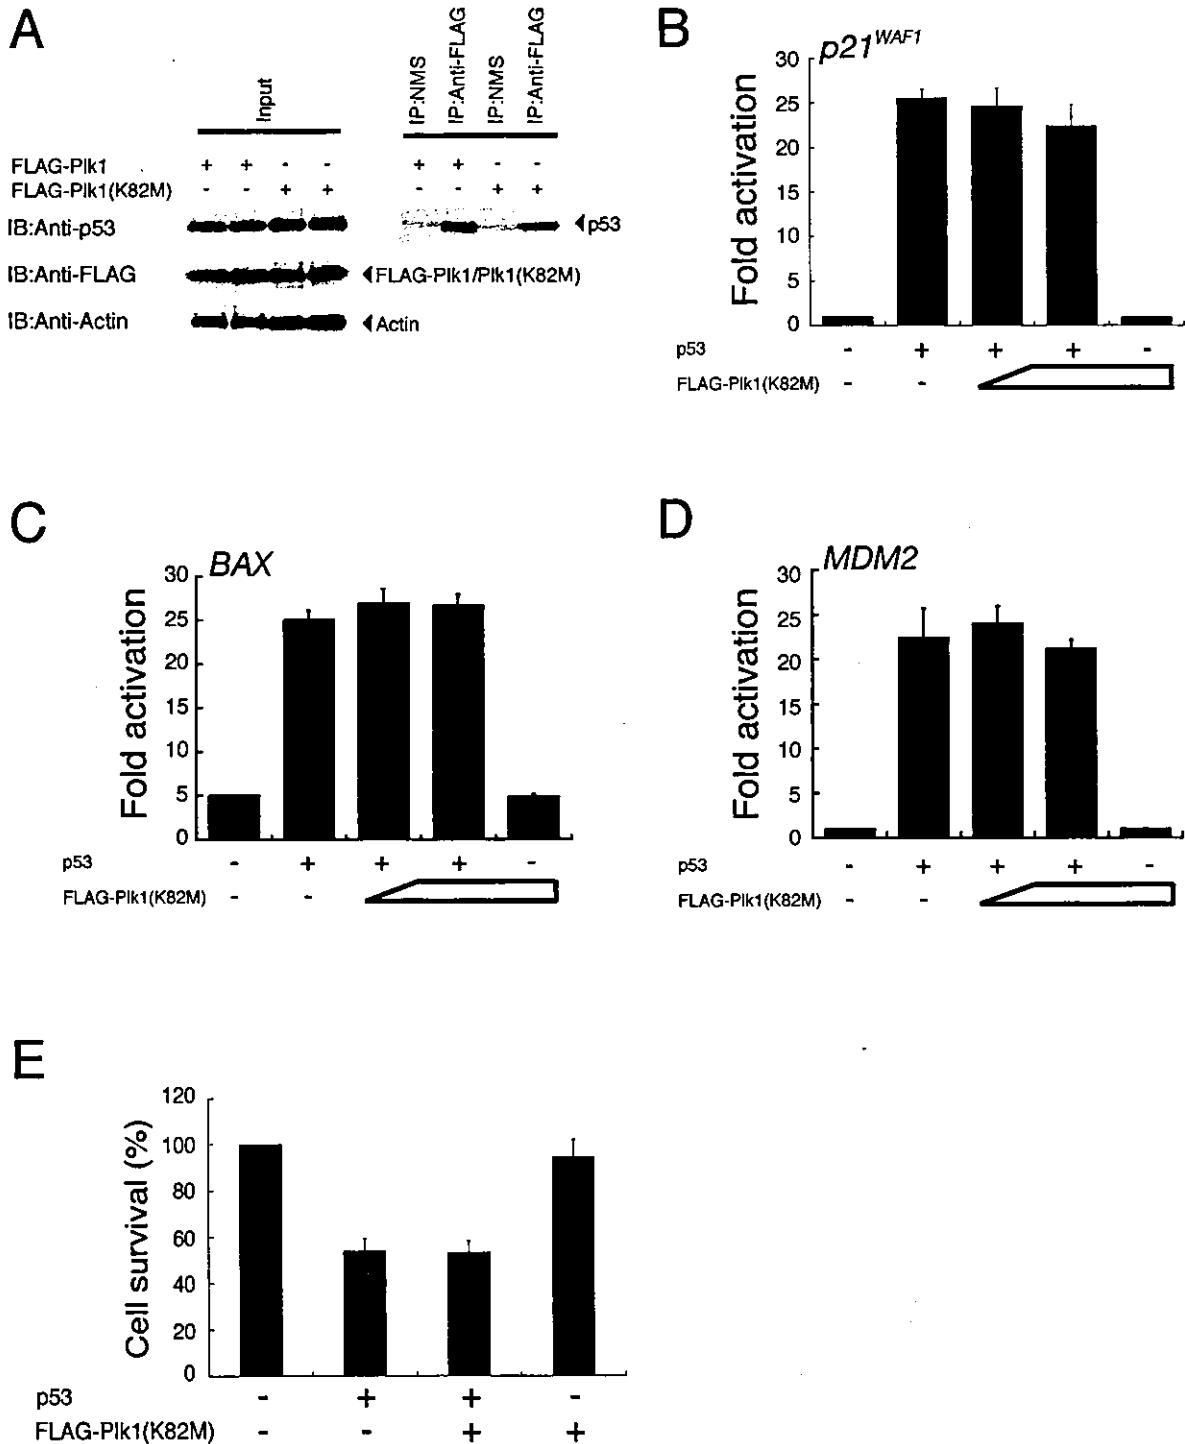 A
Input
IP:NMS
IP:Anti-FLAG
IP:NMS
IP:Anti-FLAG
FLAG-Plk1 + + - - + + - -
FLAG-Plk1(K82M) - - + + - - + +
IB:Anti-p53
p53
IB:Anti-FLAG
FLAG-Plk1/Plk1(K82M)
IB:Anti-Actin
Actin
B
p21WAF1
Fold activation
30
25
20
15
10
5
0
p53 - + + + -
FLAG-Plk1(K82M) - -
C
BAX
Fold activation
30
25
20
15
10
5
0
p53 - + + + -
FLAG-Plk1(K82M) - -
D
MDM2
Fold activation
30
25
20
15
10
5
0
p53 - + + + -
FLAG-Plk1(K82M) - -
E
Cell survival (%)
120
100
80
60
40
20
0
p53 - + + -
FLAG-Plk1(K82M) - - + +